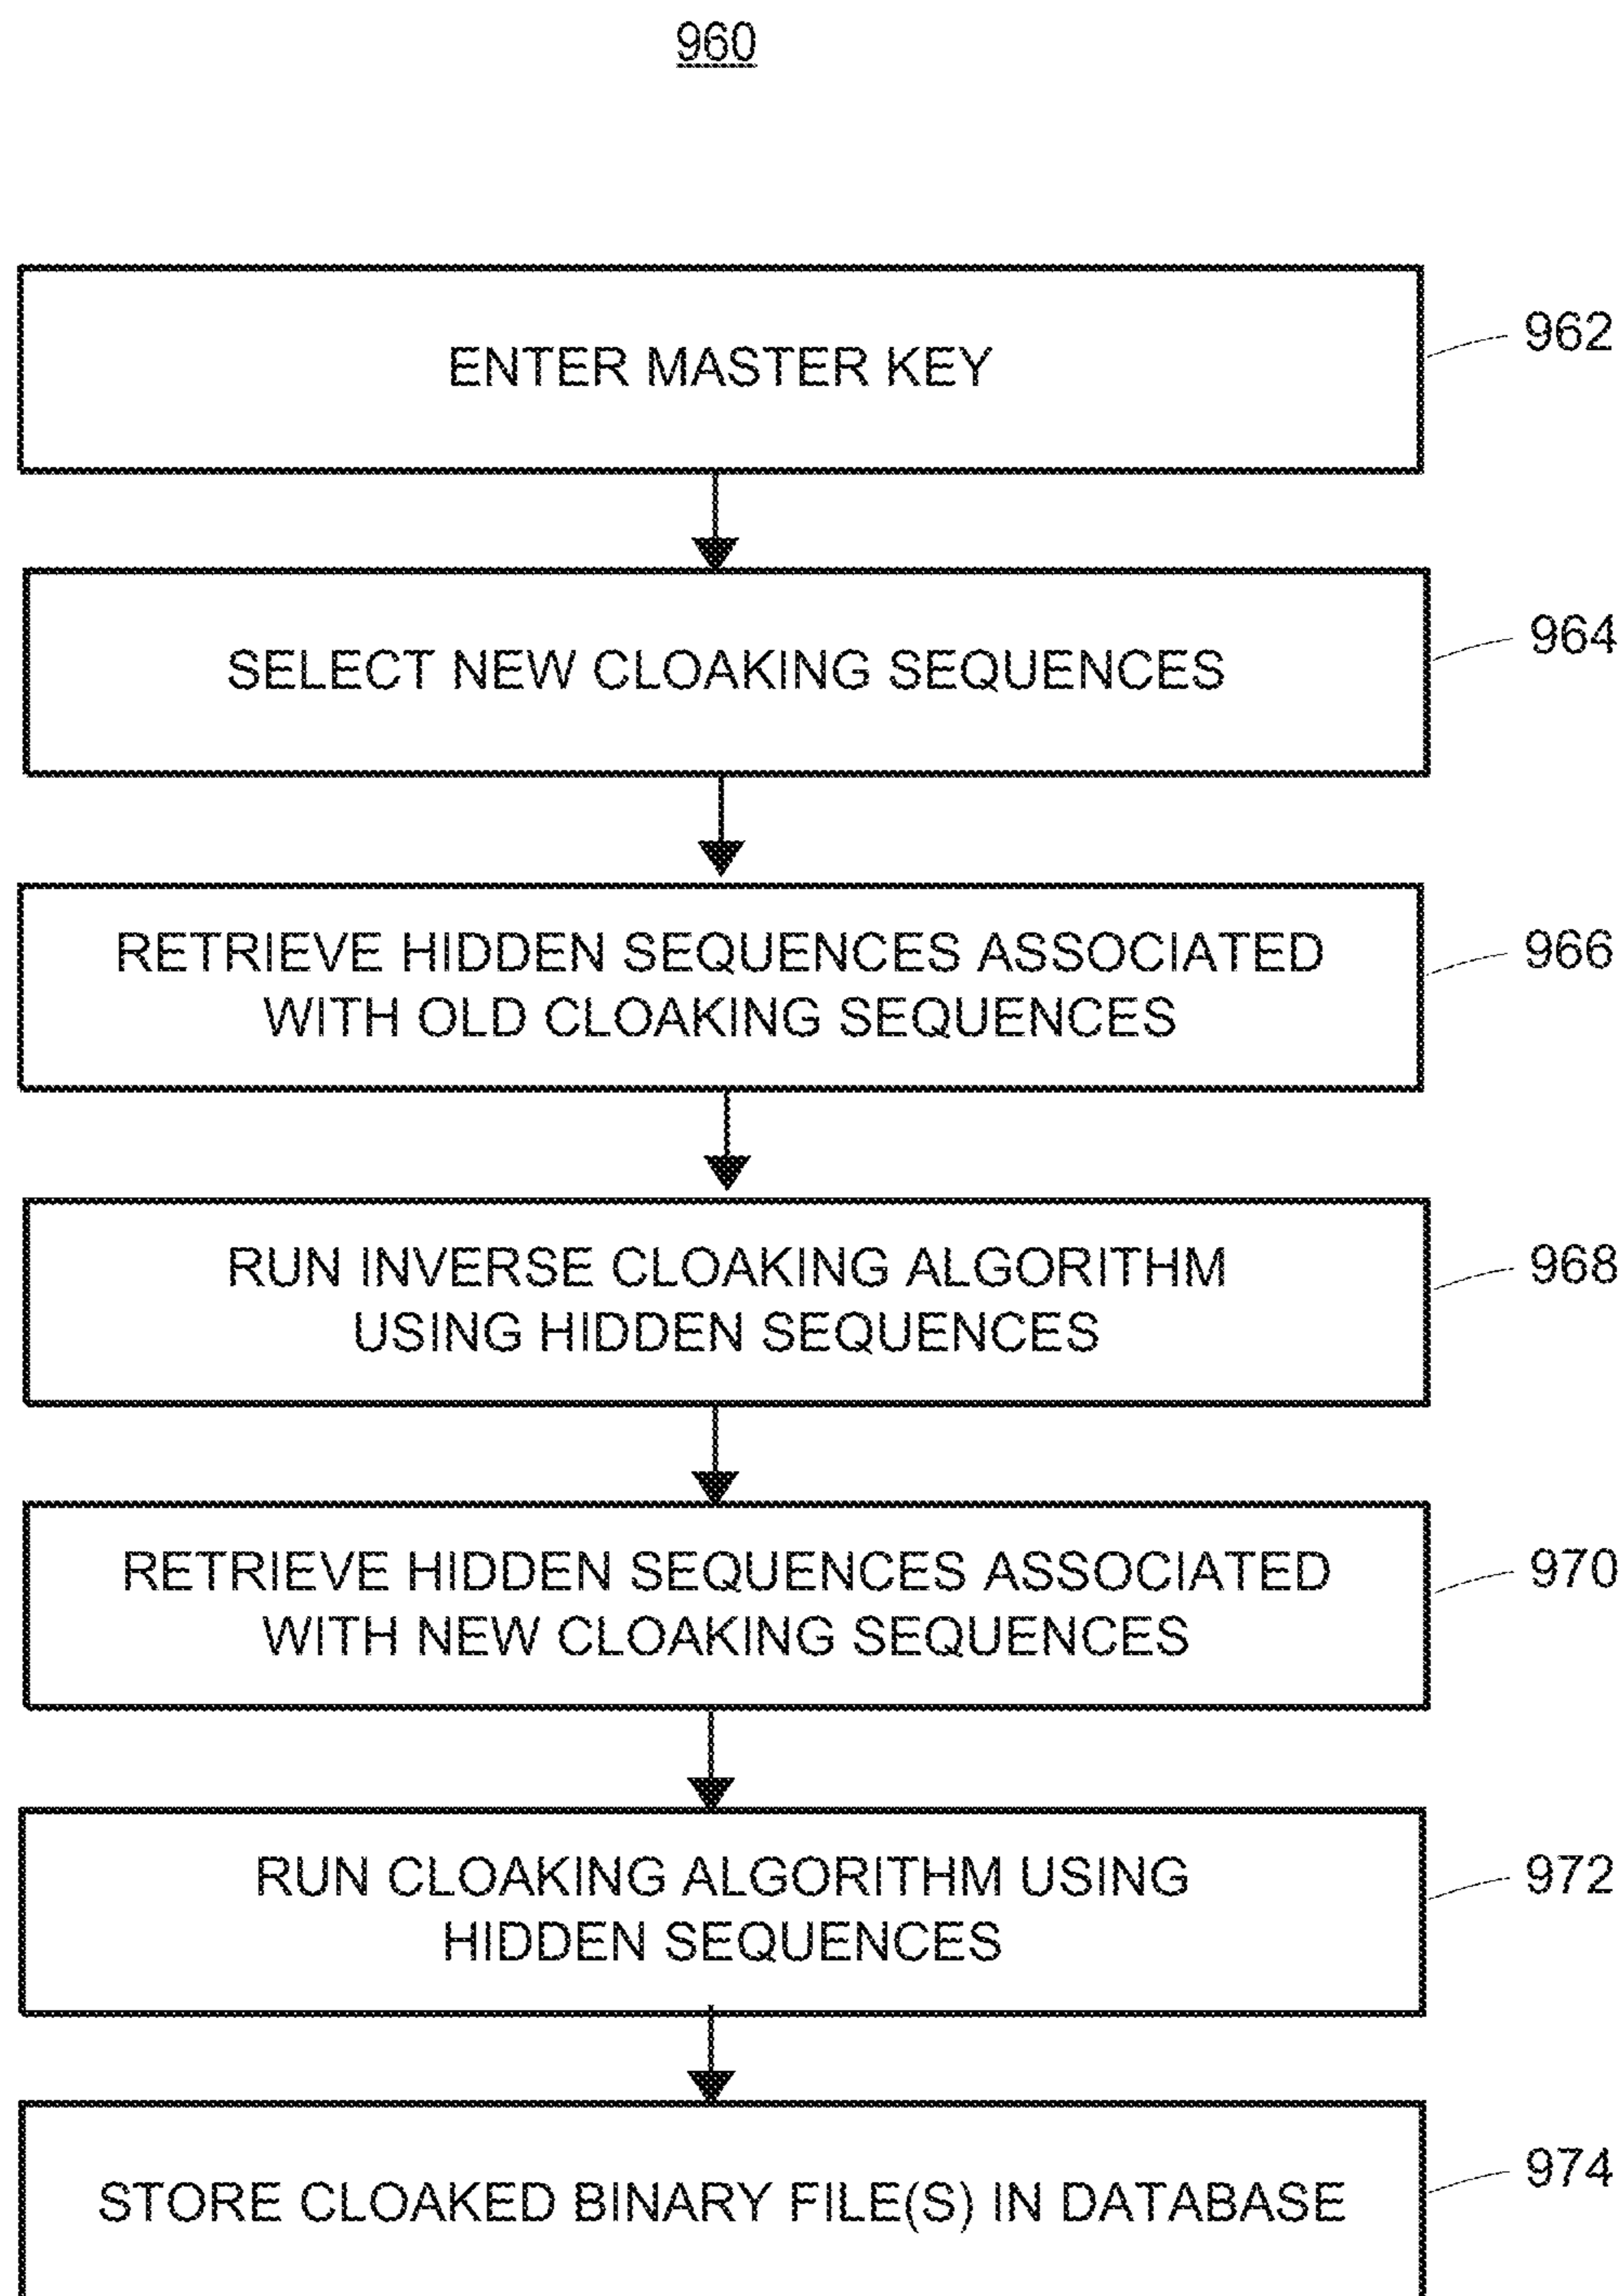 960
ENTER MASTER KEY
962
SELECT NEW CLOAKING SEQUENCES
964
RETRIEVE HIDDEN SEQUENCES ASSOCIATED
WITH OLD CLOAKING SEQUENCES
966
RUN INVERSE CLOAKING ALGORITHM
USING HIDDEN SEQUENCES
968
RETRIEVE HIDDEN SEQUENCES ASSOCIATED
WITH NEW CLOAKING SEQUENCES
970
RUN CLOAKING ALGORITHM USING
HIDDEN SEQUENCES
972
STORE CLOAKED BINARY FILE(S) IN DATABASE
974